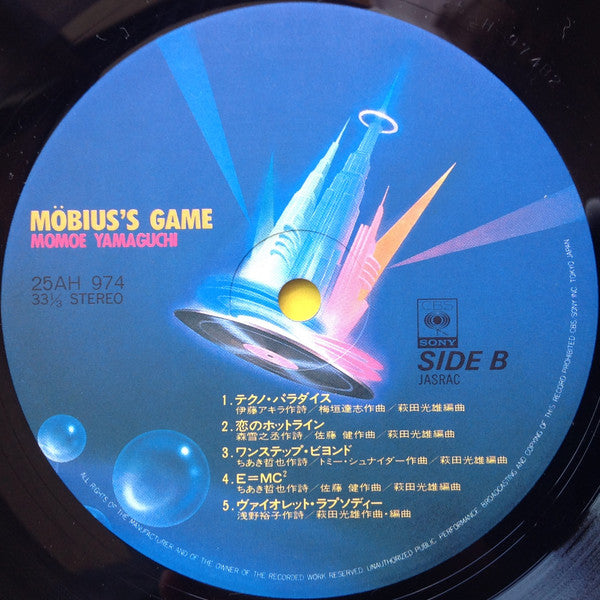 MÖBIUS'S GAME
MOMOE YAMAGUCHI
25AH 974
33⅓ STEREO
CBS
SONY
SIDE B
JASRAC
1. テクノ・パラダイス
伊藤アキラ作詩/梅垣達志作曲/萩田光雄編曲
2. 恋のホットライン
森雪之丞作詩/佐藤 健作曲/萩田光雄編曲
3. ワンステップ・ビヨンド
ちあき哲也作詩/トミー・シュナイダー作曲/萩田光雄編曲
4. E=MC²
ちあき哲也作詩/佐藤 健作曲/萩田光雄編曲
5. ヴァイオレット・ラプソディー
浅野裕子作詩/萩田光雄作曲・編曲
ALL RIGHTS OF THE MANUFACTURER AND OF THE OWNER OF THE RECORDED WORK RESERVED. UNAUTHORIZED PUBLIC PERFORMANCE BROADCASTING AND COPYING OF THIS RECORD PROHIBITED. CBS/SONY INC. TOKYO JAPAN